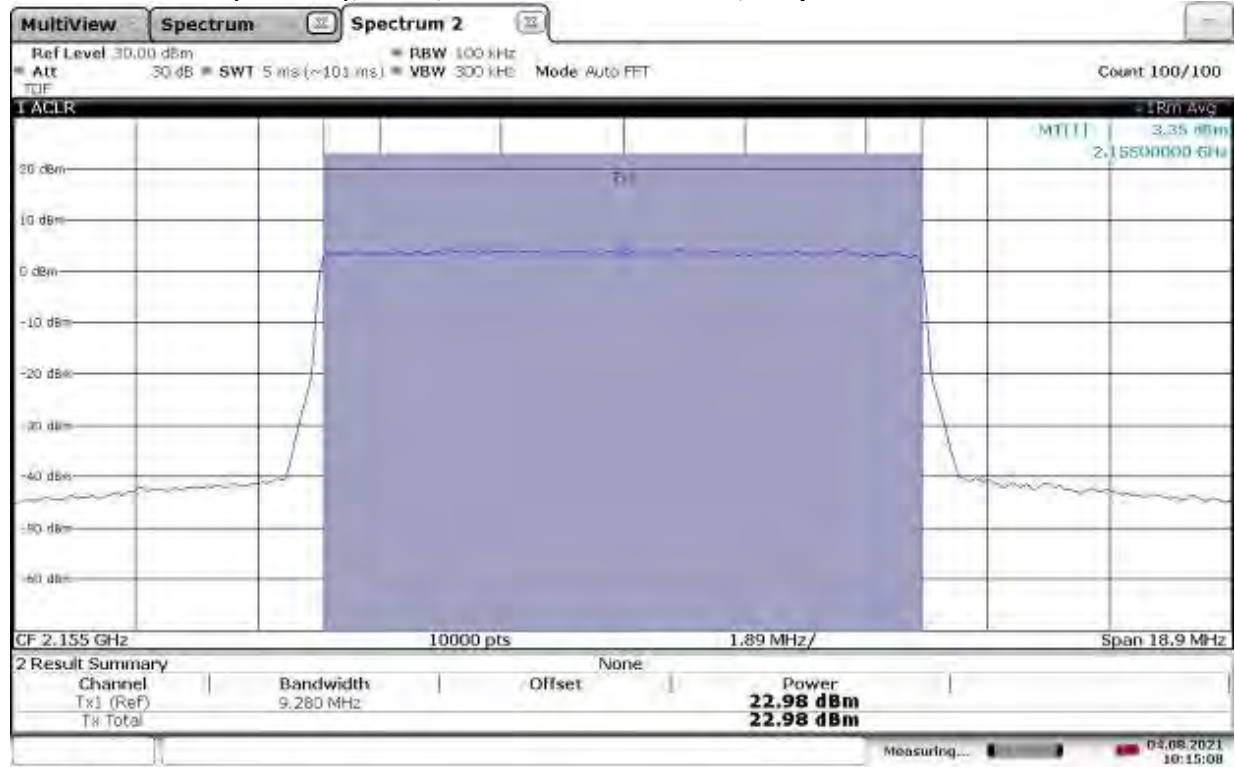 MultiView Spectrum Spectrum 2
Ref Level 30.00 dBm RBW 100 kHz
Att 30 dB SWT 5 ms (~101 ms) VBW 300 kHz Mode Auto FFT Count 100/100
TDF
1 ACLR 1Rm Avg
3.35 dBm
2.15500000 GHz
Tx1
20 dBm
10 dBm
0 dBm
-10 dBm
-20 dBm
-30 dBm
-40 dBm
-50 dBm
-60 dBm
CF 2.155 GHz 10000 pts 1.89 MHz/ Span 18.9 MHz
2 Result Summary None
Channel Bandwidth Offset Power
Tx1 (Ref) 9.280 MHz 22.98 dBm
Tx Total 22.98 dBm
Measuring... 04.08.2021
10:15:08